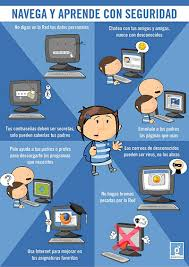 NAVEGA Y APRENDE CON SEGURIDAD
No digas en la Red tus datos personales
Chatea con tus amigos y amigas,
nunca con desconocidos
Tus contraseñas deben ser secretas,
solo pueden saberlas tus padres
Enséñale a tus padres
las páginas que usas
Pide ayuda a tus padres o profes
para descargarte los programas
que necesites
Los correos de desconocidos
pueden ser virus, no los abras
No hagas bromas
pesadas por la Red
Usa Internet para mejorar en
tus asignaturas favoritas